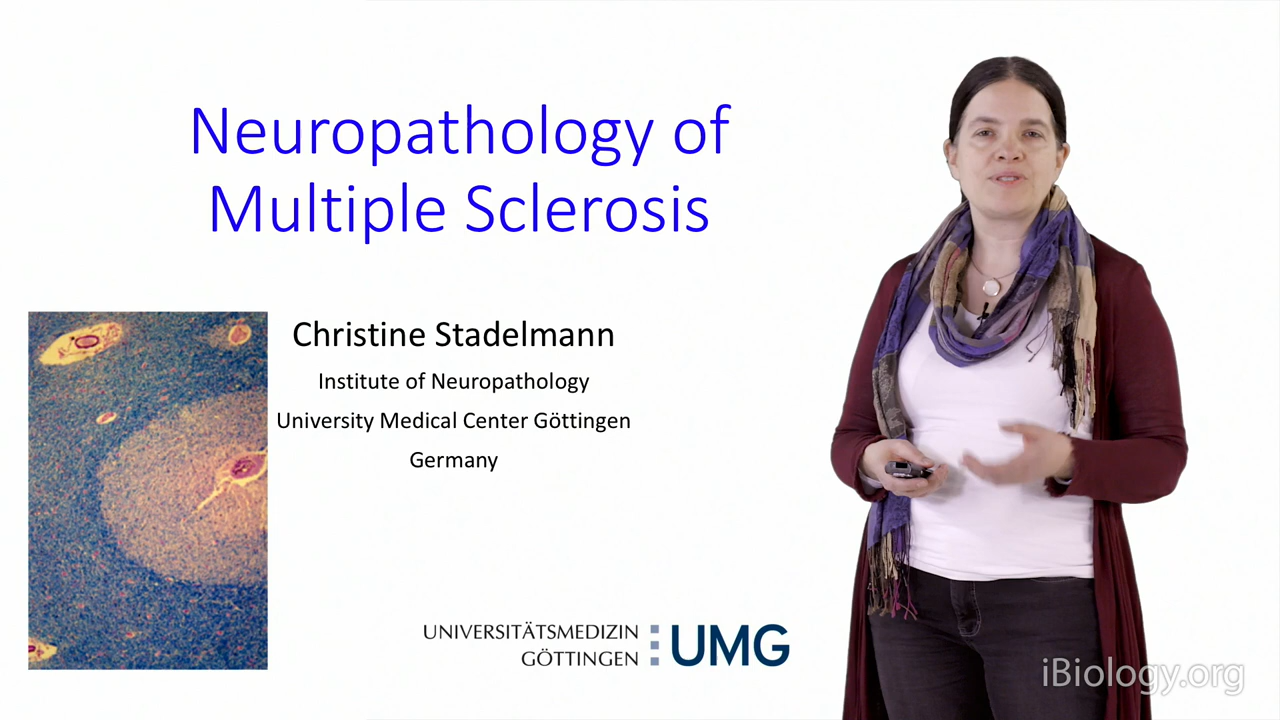 Neuropathology of
Multiple Sclerosis
Christine Stadelmann
Institute of Neuropathology
University Medical Center Göttingen
Germany
UNIVERSITÄTSMEDIZIN
GÖTTINGEN
UMG
iBiology.org